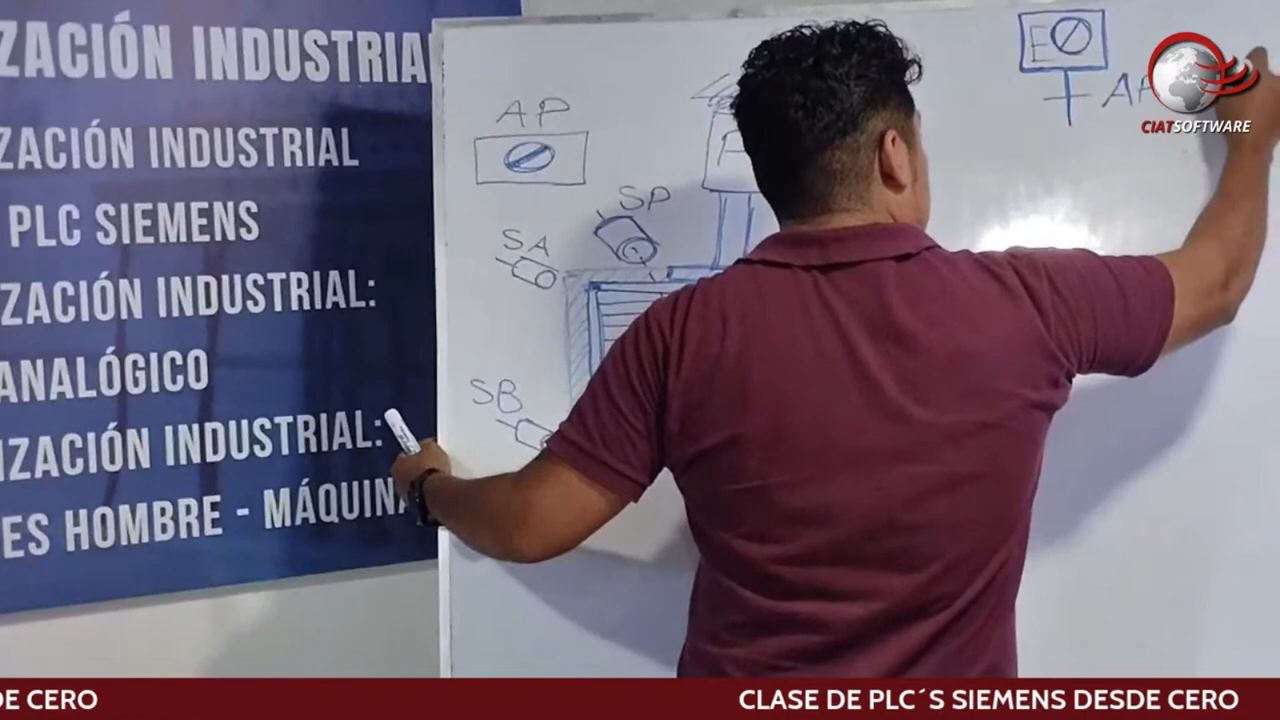 ZACIÓN INDUSTRIA
ZACIÓN INDUSTRIAL
PLC SIEMENS
ZACIÓN INDUSTRIAL:
ANALÓGICO
IZACIÓN INDUSTRIAL:
ES HOMBRE - MÁQUINA
AP
SP
SA
SB
E
CIATSOFTWARE
DE CERO
CLASE DE PLC´S SIEMENS DESDE CERO